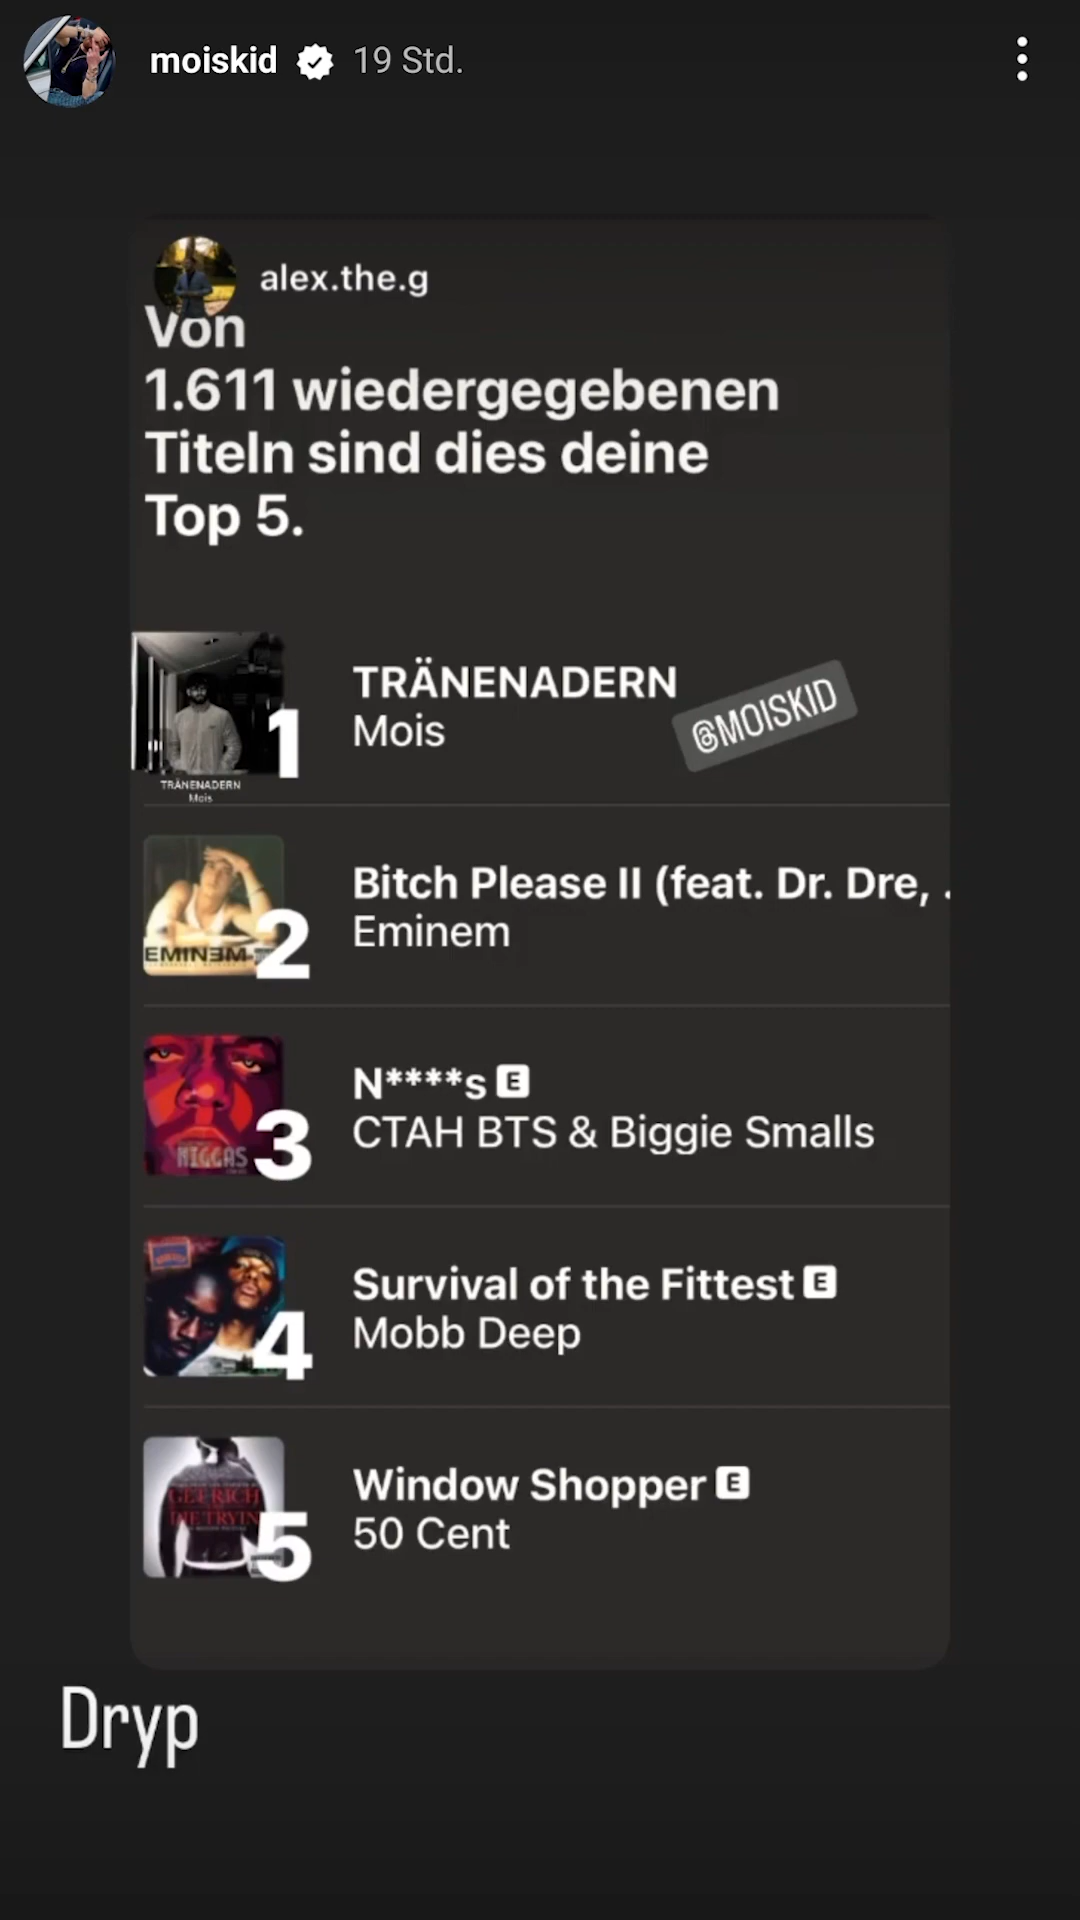 moiskid 19 Std.
alex.the.g
Von
1.611 wiedergegebenen
Titeln sind dies deine
Top 5.
1
TRÄNENADERN
Mois
@MOISKID
TRÄNENADERN
Mois
2
Bitch Please II (feat. Dr. Dre, .
Eminem
EMINEM
3
N****s E
CTAH BTS & Biggie Smalls
NIGGAS
4
Survival of the Fittest E
Mobb Deep
5
Window Shopper E
50 Cent
GET RICH
DIE TRYIN
Dryp